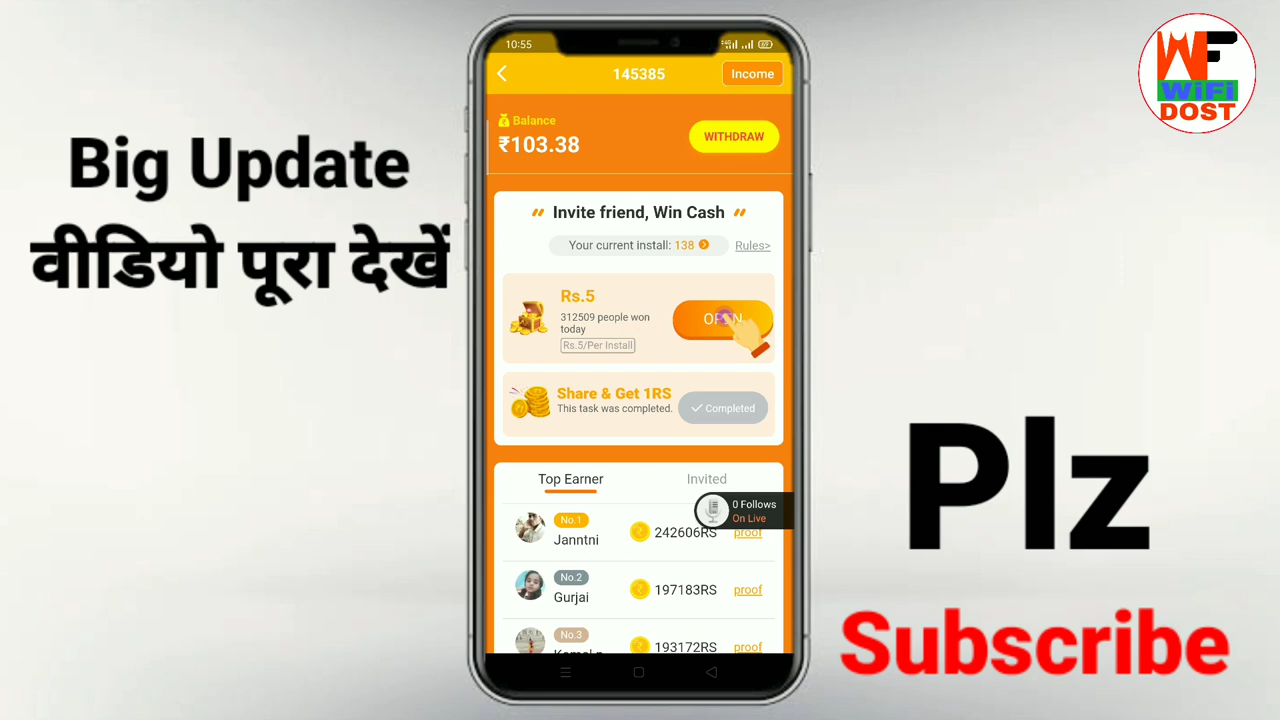 Big Update
वीडियो पूरा देखें
WF
WiFi
DOST
10:55
145385
Income
Balance
₹103.38
WITHDRAW
Invite friend, Win Cash
Your current install: 138
Rules>
Rs.5
312509 people won
today
Rs.5/Per Install
OPEN
Share & Get 1RS
This task was completed.
Completed
Top Earner
Invited
0 Follows
On Live
No.1
Janntni
242606RS
proof
No.2
Gurjai
197183RS
proof
No.3
193172RS
proof
Plz
Subscribe